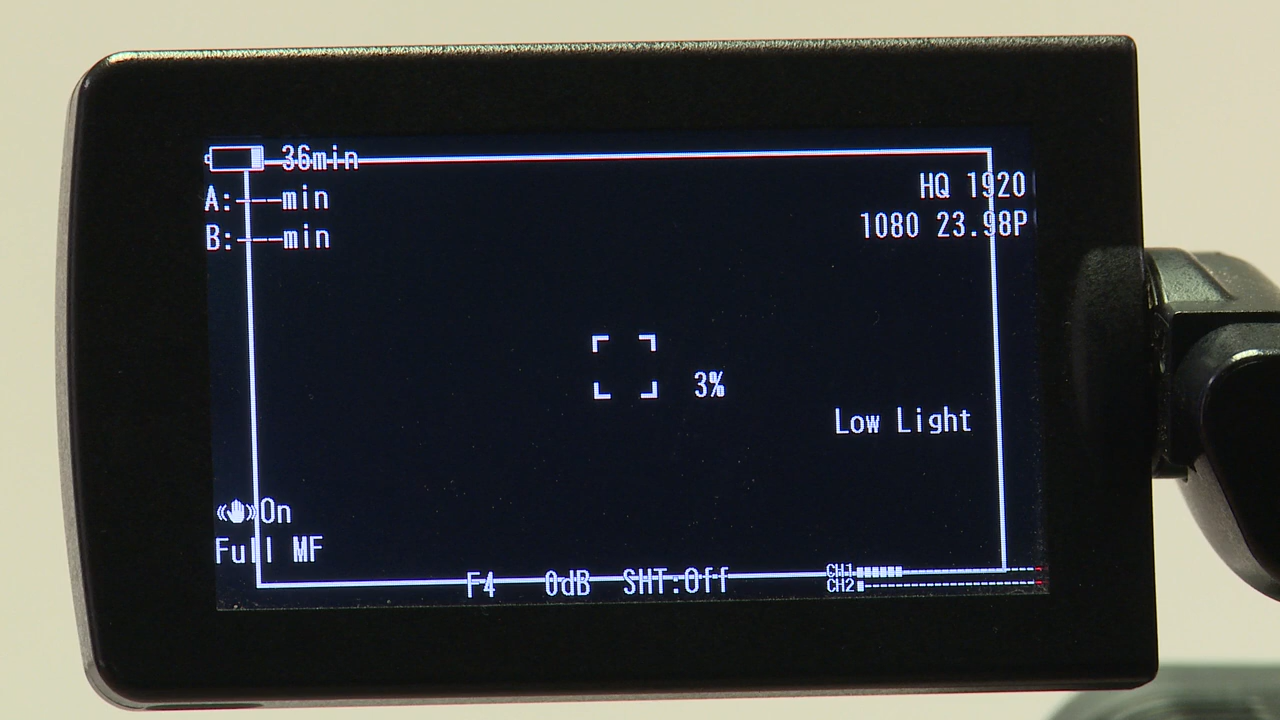 36min
A:---min
B:---min
HQ 1920
1080 23.98P
3%
Low Light
On
Full MF
F4 0dB SHT:Off
CH1
CH2